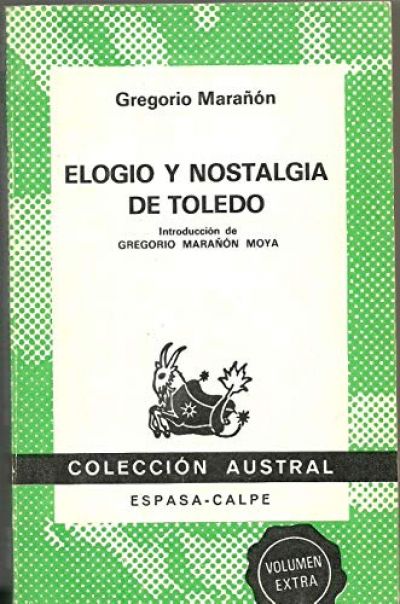 Gregorio Marañón
ELOGIO Y NOSTALGIA
DE TOLEDO
Introducción de
GREGORIO MARAÑÓN MOYA
COLECCIÓN AUSTRAL
ESPASA-CALPE
VOLUMEN
EXTRA